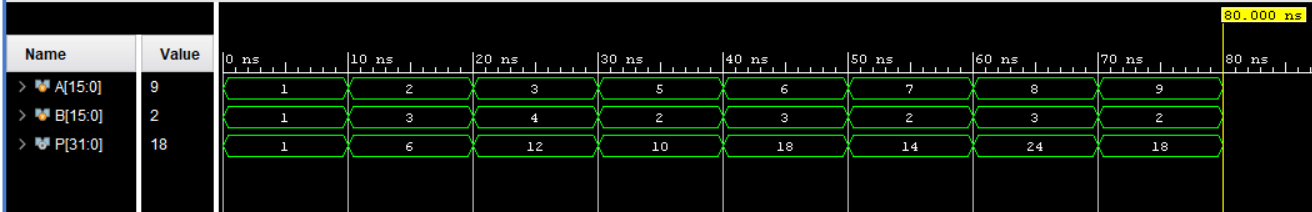 80.000 ns
Name Value
0 ns 10 ns 20 ns 30 ns 40 ns 50 ns 60 ns 70 ns 80 ns
> A[15:0] 9 1 2 3 5 6 7 8 9
> B[15:0] 2 1 3 4 2 3 2 3 2
> P[31:0] 18 1 6 12 10 18 14 24 18